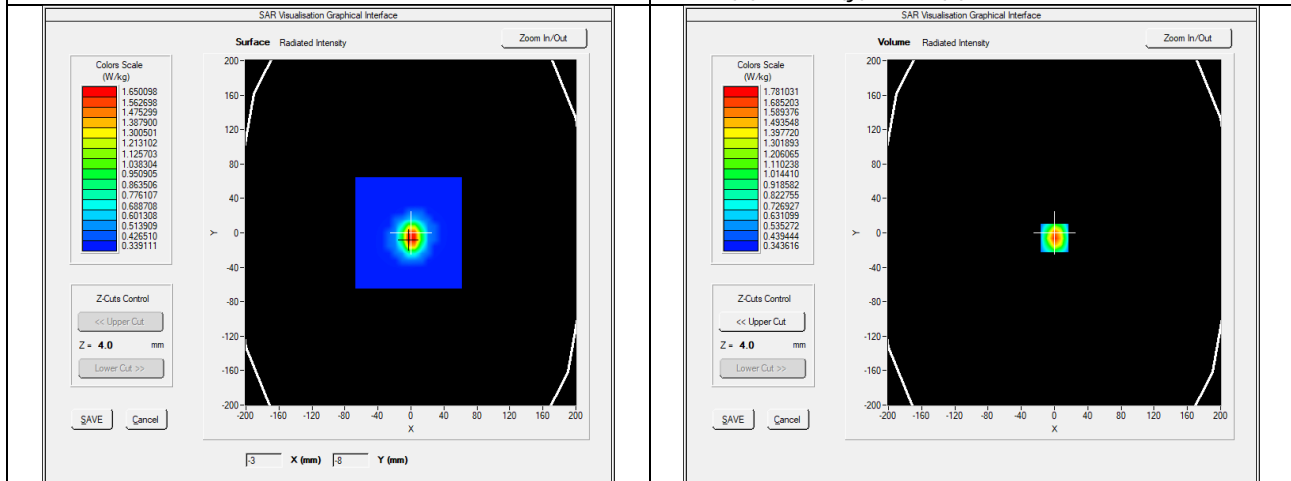 SAR Visualisation Graphical Interface
Surface Radiated Intensity
Zoom In/Out
Colors Scale
(W/kg)
1.650098
1.562698
1.475299
1.387900
1.300501
1.213102
1.125703
1.038304
0.950905
0.863506
0.776107
0.688708
0.601308
0.513909
0.426510
0.339111
Z-Cuts Control
<< Upper Cut
Z = 4.0 mm
Lower Cut >>
SAVE Cancel
200
160
120
80
40
0
-40
-80
-120
-160
-200
Y
-200 -160 -120 -80 -40 0 40 80 120 160 200
X
-3 X (mm) -8 Y (mm)
SAR Visualisation Graphical Interface
Volume Radiated Intensity
Zoom In/Out
Colors Scale
(W/kg)
1.781031
1.685203
1.589376
1.493548
1.397720
1.301893
1.206065
1.110238
1.014410
0.918582
0.822755
0.726927
0.631099
0.535272
0.439444
0.343616
Z-Cuts Control
<< Upper Cut
Z = 4.0 mm
Lower Cut >>
SAVE Cancel
200
160
120
80
40
0
-40
-80
-120
-160
-200
Y
-200 -160 -120 -80 -40 0 40 80 120 160 200
X